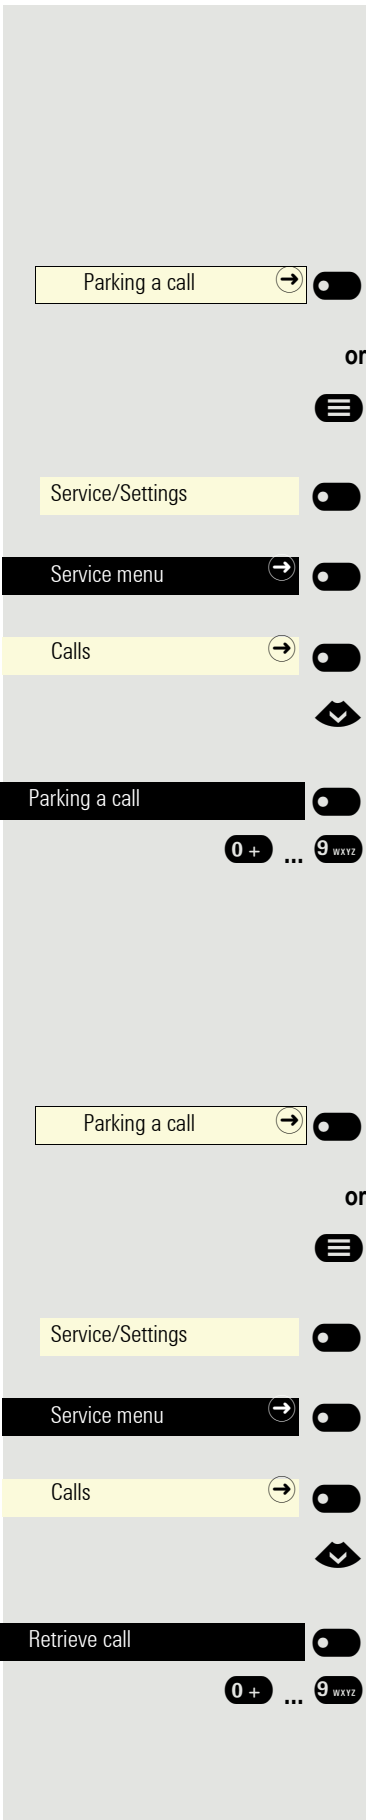 Parking a call
or
Service/Settings
Service menu
Calls
Parking a call
0 + ... 9 WXYZ
Parking a call
or
Service/Settings
Service menu
Calls
Retrieve call
0 + ... 9 WXYZ